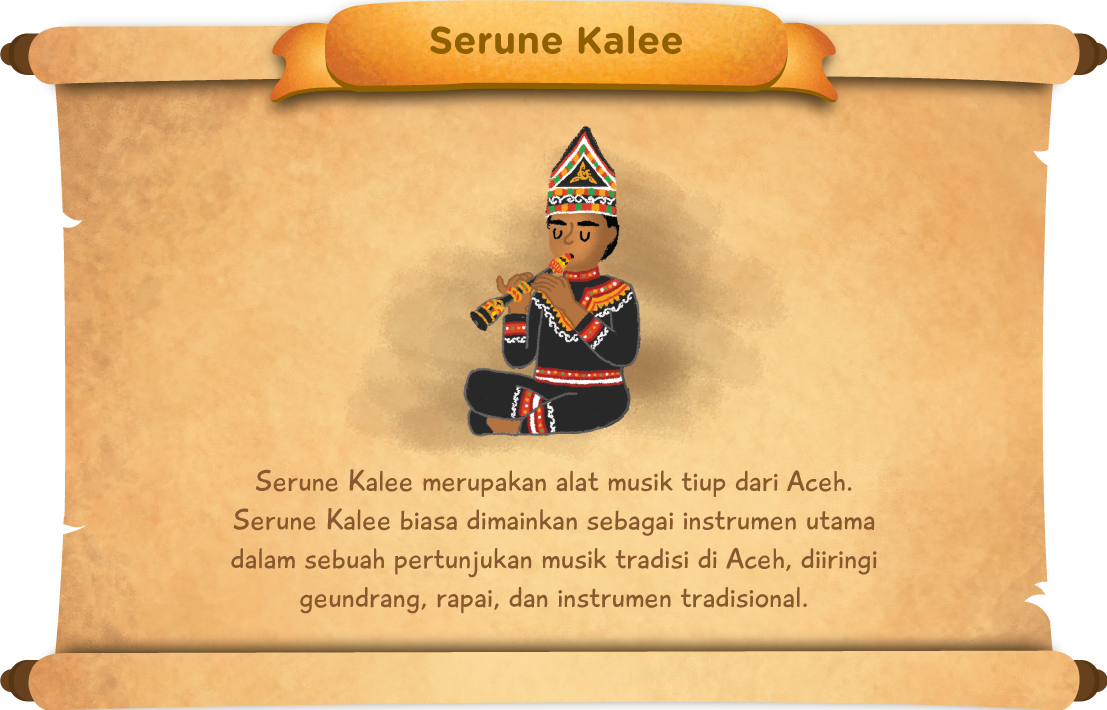 Serune Kalee
Serune Kalee merupakan alat musik tiup dari Aceh.
Serune Kalee biasa dimainkan sebagai instrumen utama
dalam sebuah pertunjukan musik tradisi di Aceh, diiringi
geundrang, rapai, dan instrumen tradisional.